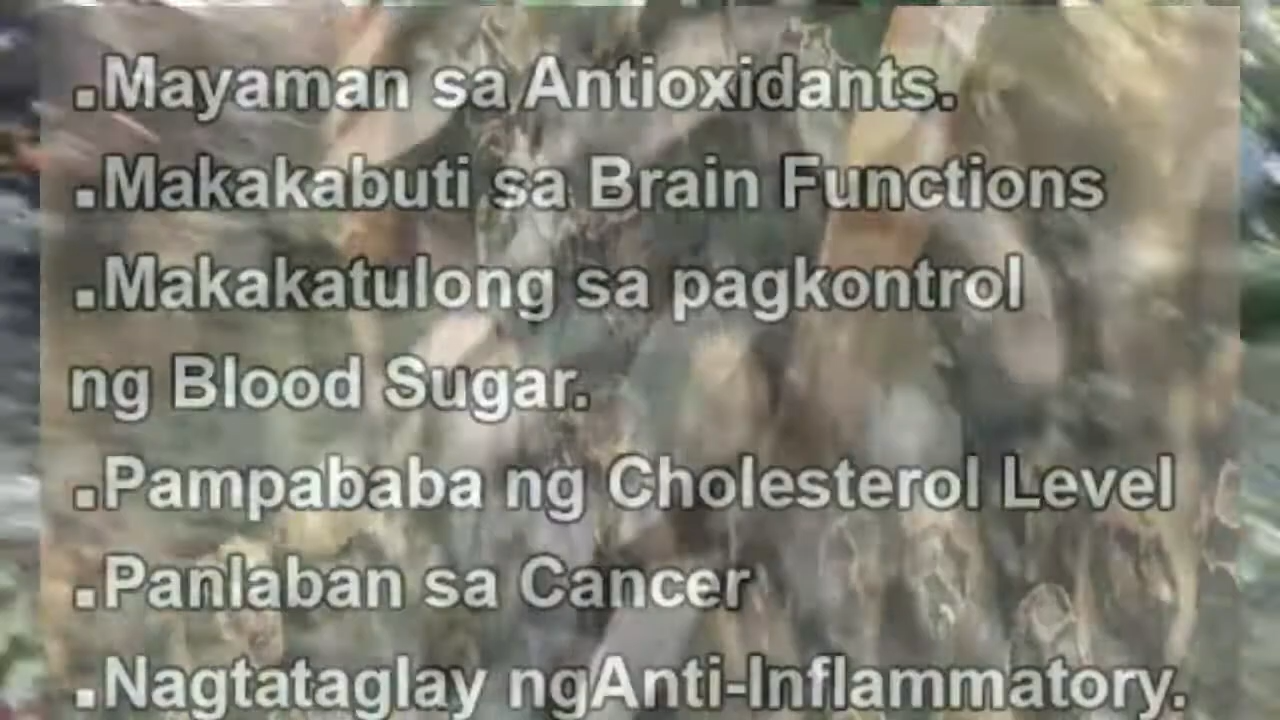 .Mayaman sa Antioxidants.
.Makakabuti sa Brain Functions
.Makakatulong sa pagkontrol
ng Blood Sugar.
.Pampababa ng Cholesterol Level
.Panlaban sa Cancer
.Nagtataglay ngAnti-Inflammatory.